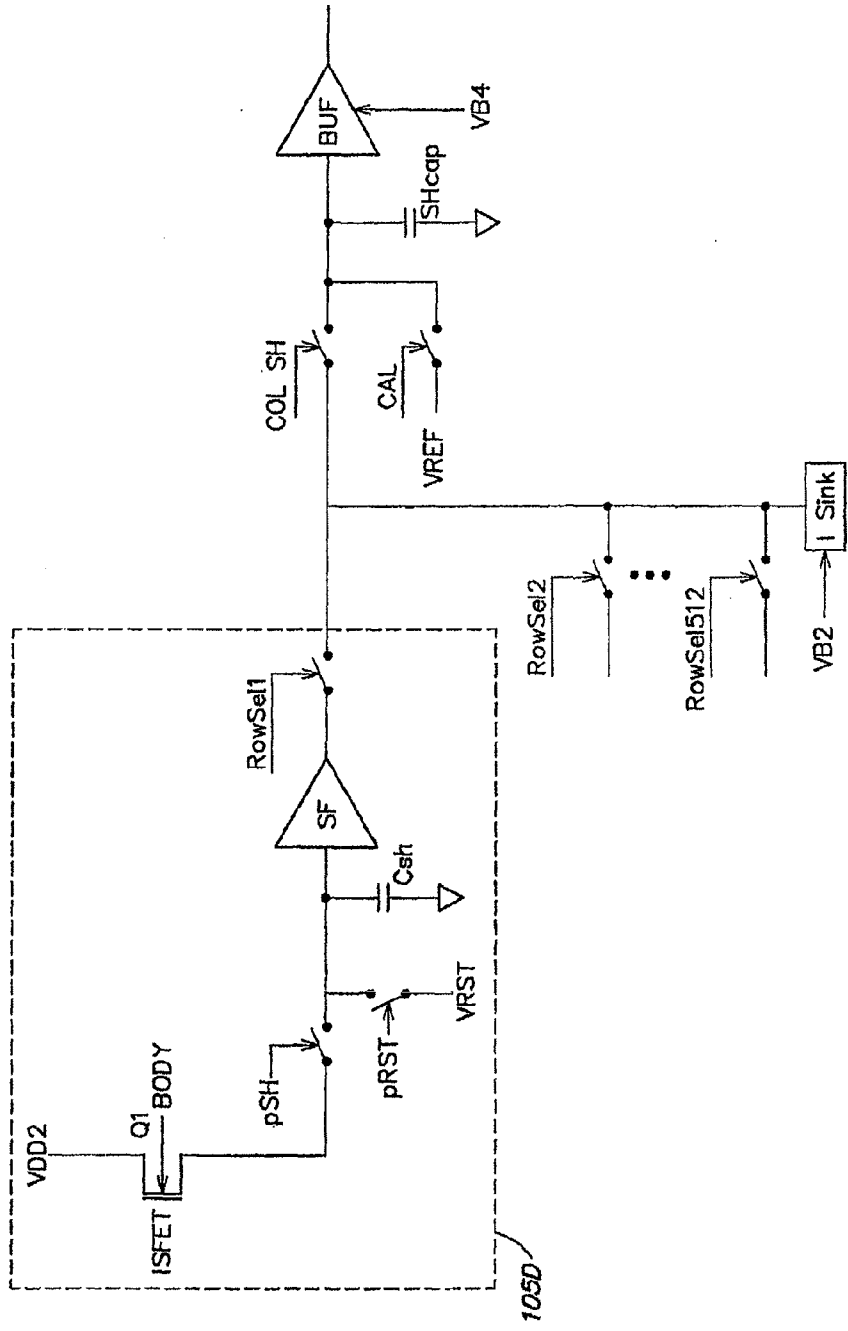 VDD2
Q1
BODY
ISFET
pSH
pRST
VRST
Csh
SF
RowSel1
105D
COL SH
CAL
VREF
SHcap
BUF
VB4
RowSel2
RowSel512
VB2
I Sink